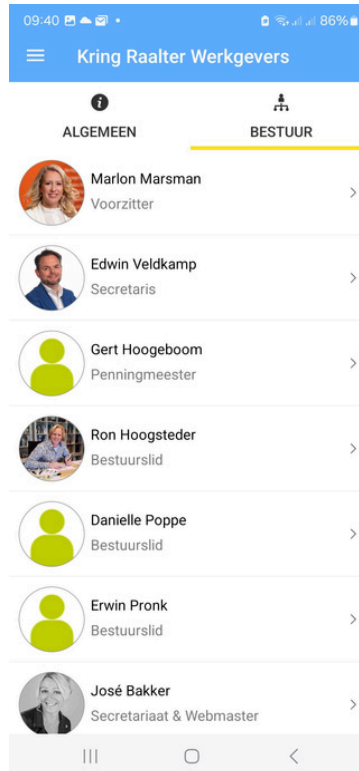 09:40 86%
Kring Raalter Werkgevers
ALGEMEEN BESTUUR
Marlon Marsman
Voorzitter
Edwin Veldkamp
Secretaris
Gert Hoogeboom
Penningmeester
Ron Hoogsteder
Bestuurslid
Danielle Poppe
Bestuurslid
Erwin Pronk
Bestuurslid
José Bakker
Secretariaat & Webmaster